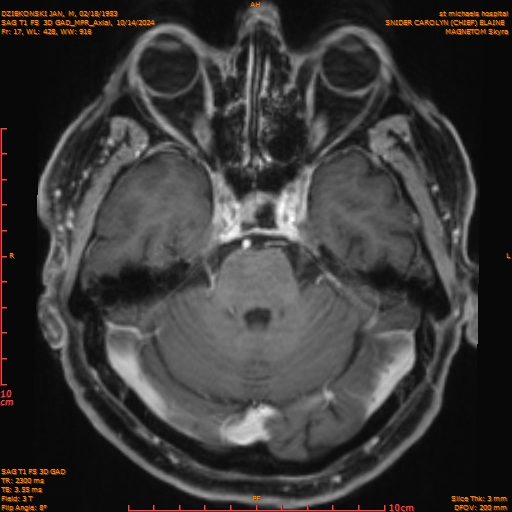 DZIEKONSKI JAN, M, 02/18/1953
SAG T1 FS 3D GAD_MPR_Axial, 10/14/2024
Fr: 17, WL: 428, WW: 916
AH
st michaels hospital
SNIDER CAROLYN (CHIEF) ELAINE
MAGNETOM Skyra
R
L
10
cm
SAG T1 FS 3D GAD
TR: 2300 ms
TE: 3.55 ms
Field: 3 T
Flip Angle: 8°
10cm
Slice Thk: 3 mm
DFOV: 200 mm